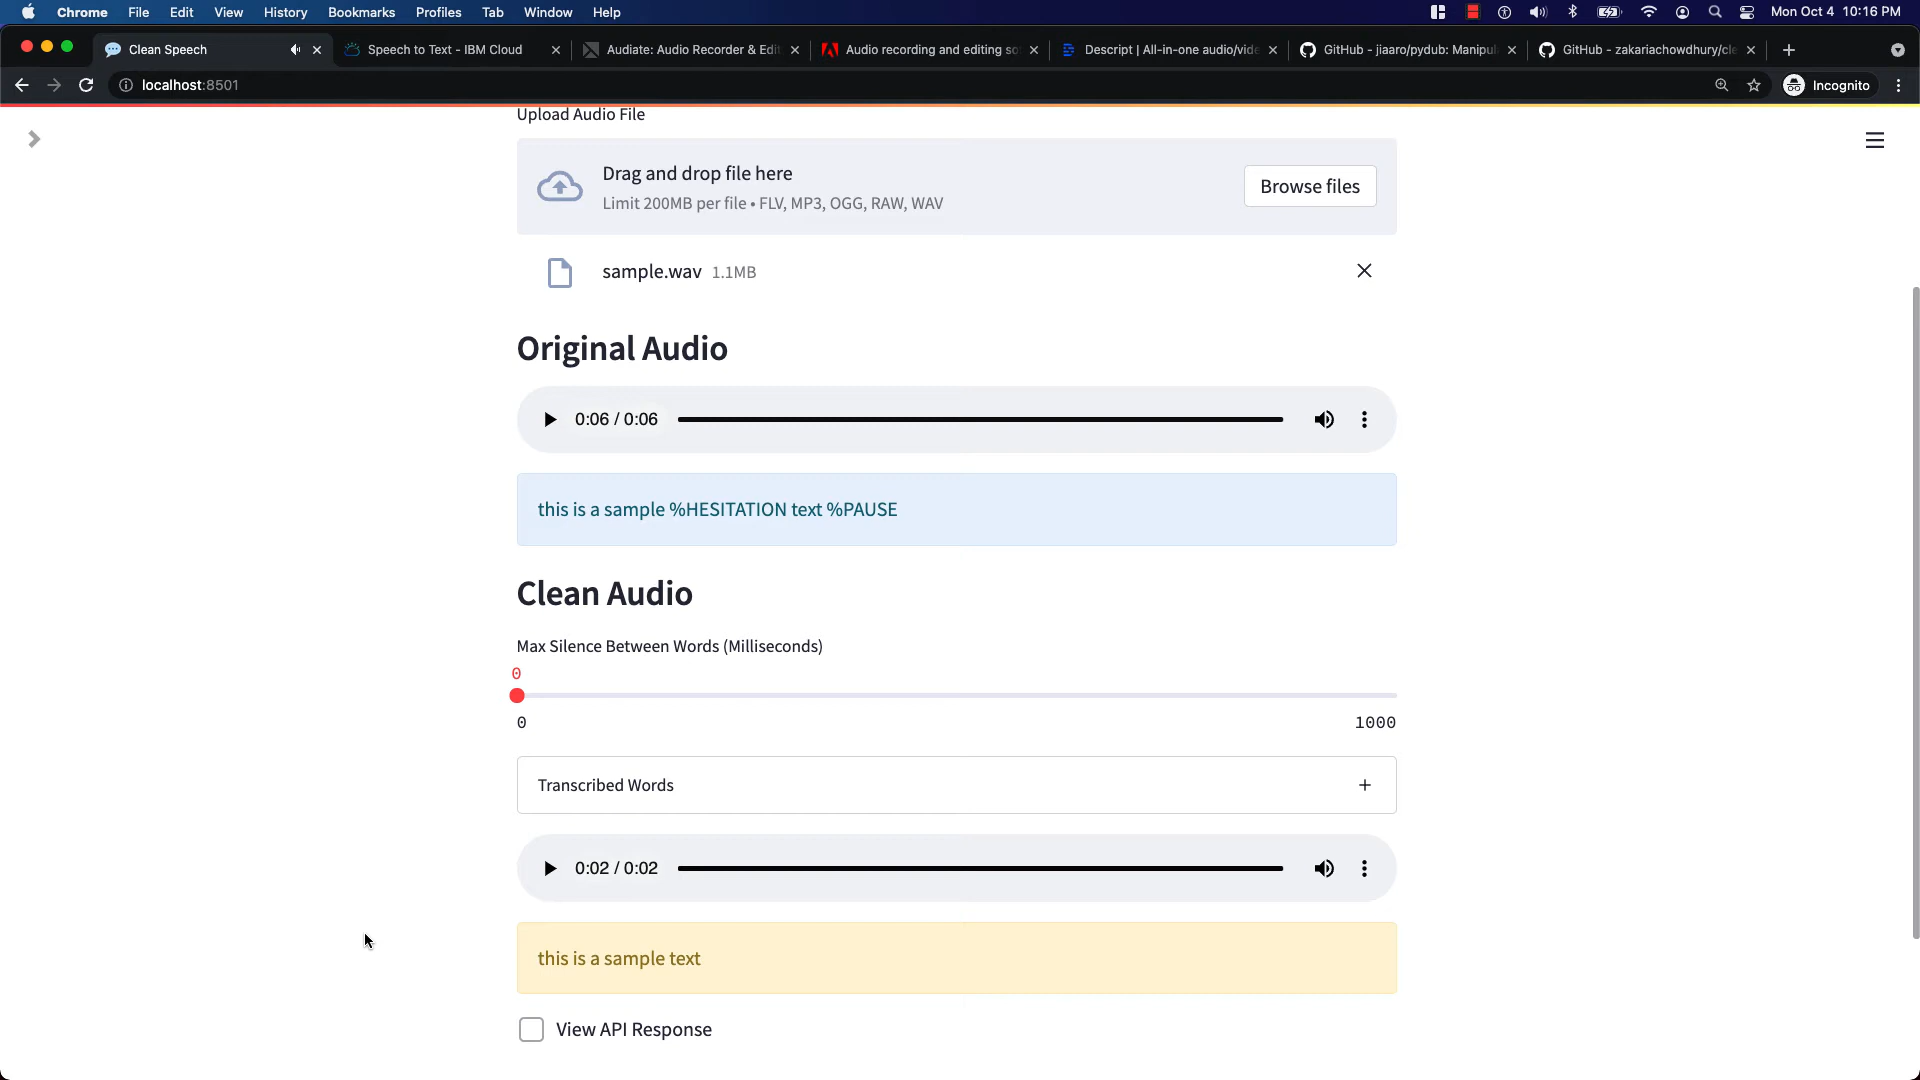 Chrome File Edit View History Bookmarks Profiles Tab Window Help Mon Oct 4 10:16 PM
Clean Speech
Speech to Text - IBM Cloud
Audiate: Audio Recorder & Edit
Audio recording and editing so
Descript | All-in-one audio/vide
GitHub - jiaaro/pydub: Manipul
GitHub - zakariachowdhury/cle
localhost:8501
Incognito
Upload Audio File
Drag and drop file here
Limit 200MB per file • FLV, MP3, OGG, RAW, WAV
Browse files
sample.wav 1.1MB
Original Audio
0:06 / 0:06
this is a sample %HESITATION text %PAUSE
Clean Audio
Max Silence Between Words (Milliseconds)
0
0 1000
Transcribed Words
0:02 / 0:02
this is a sample text
View API Response